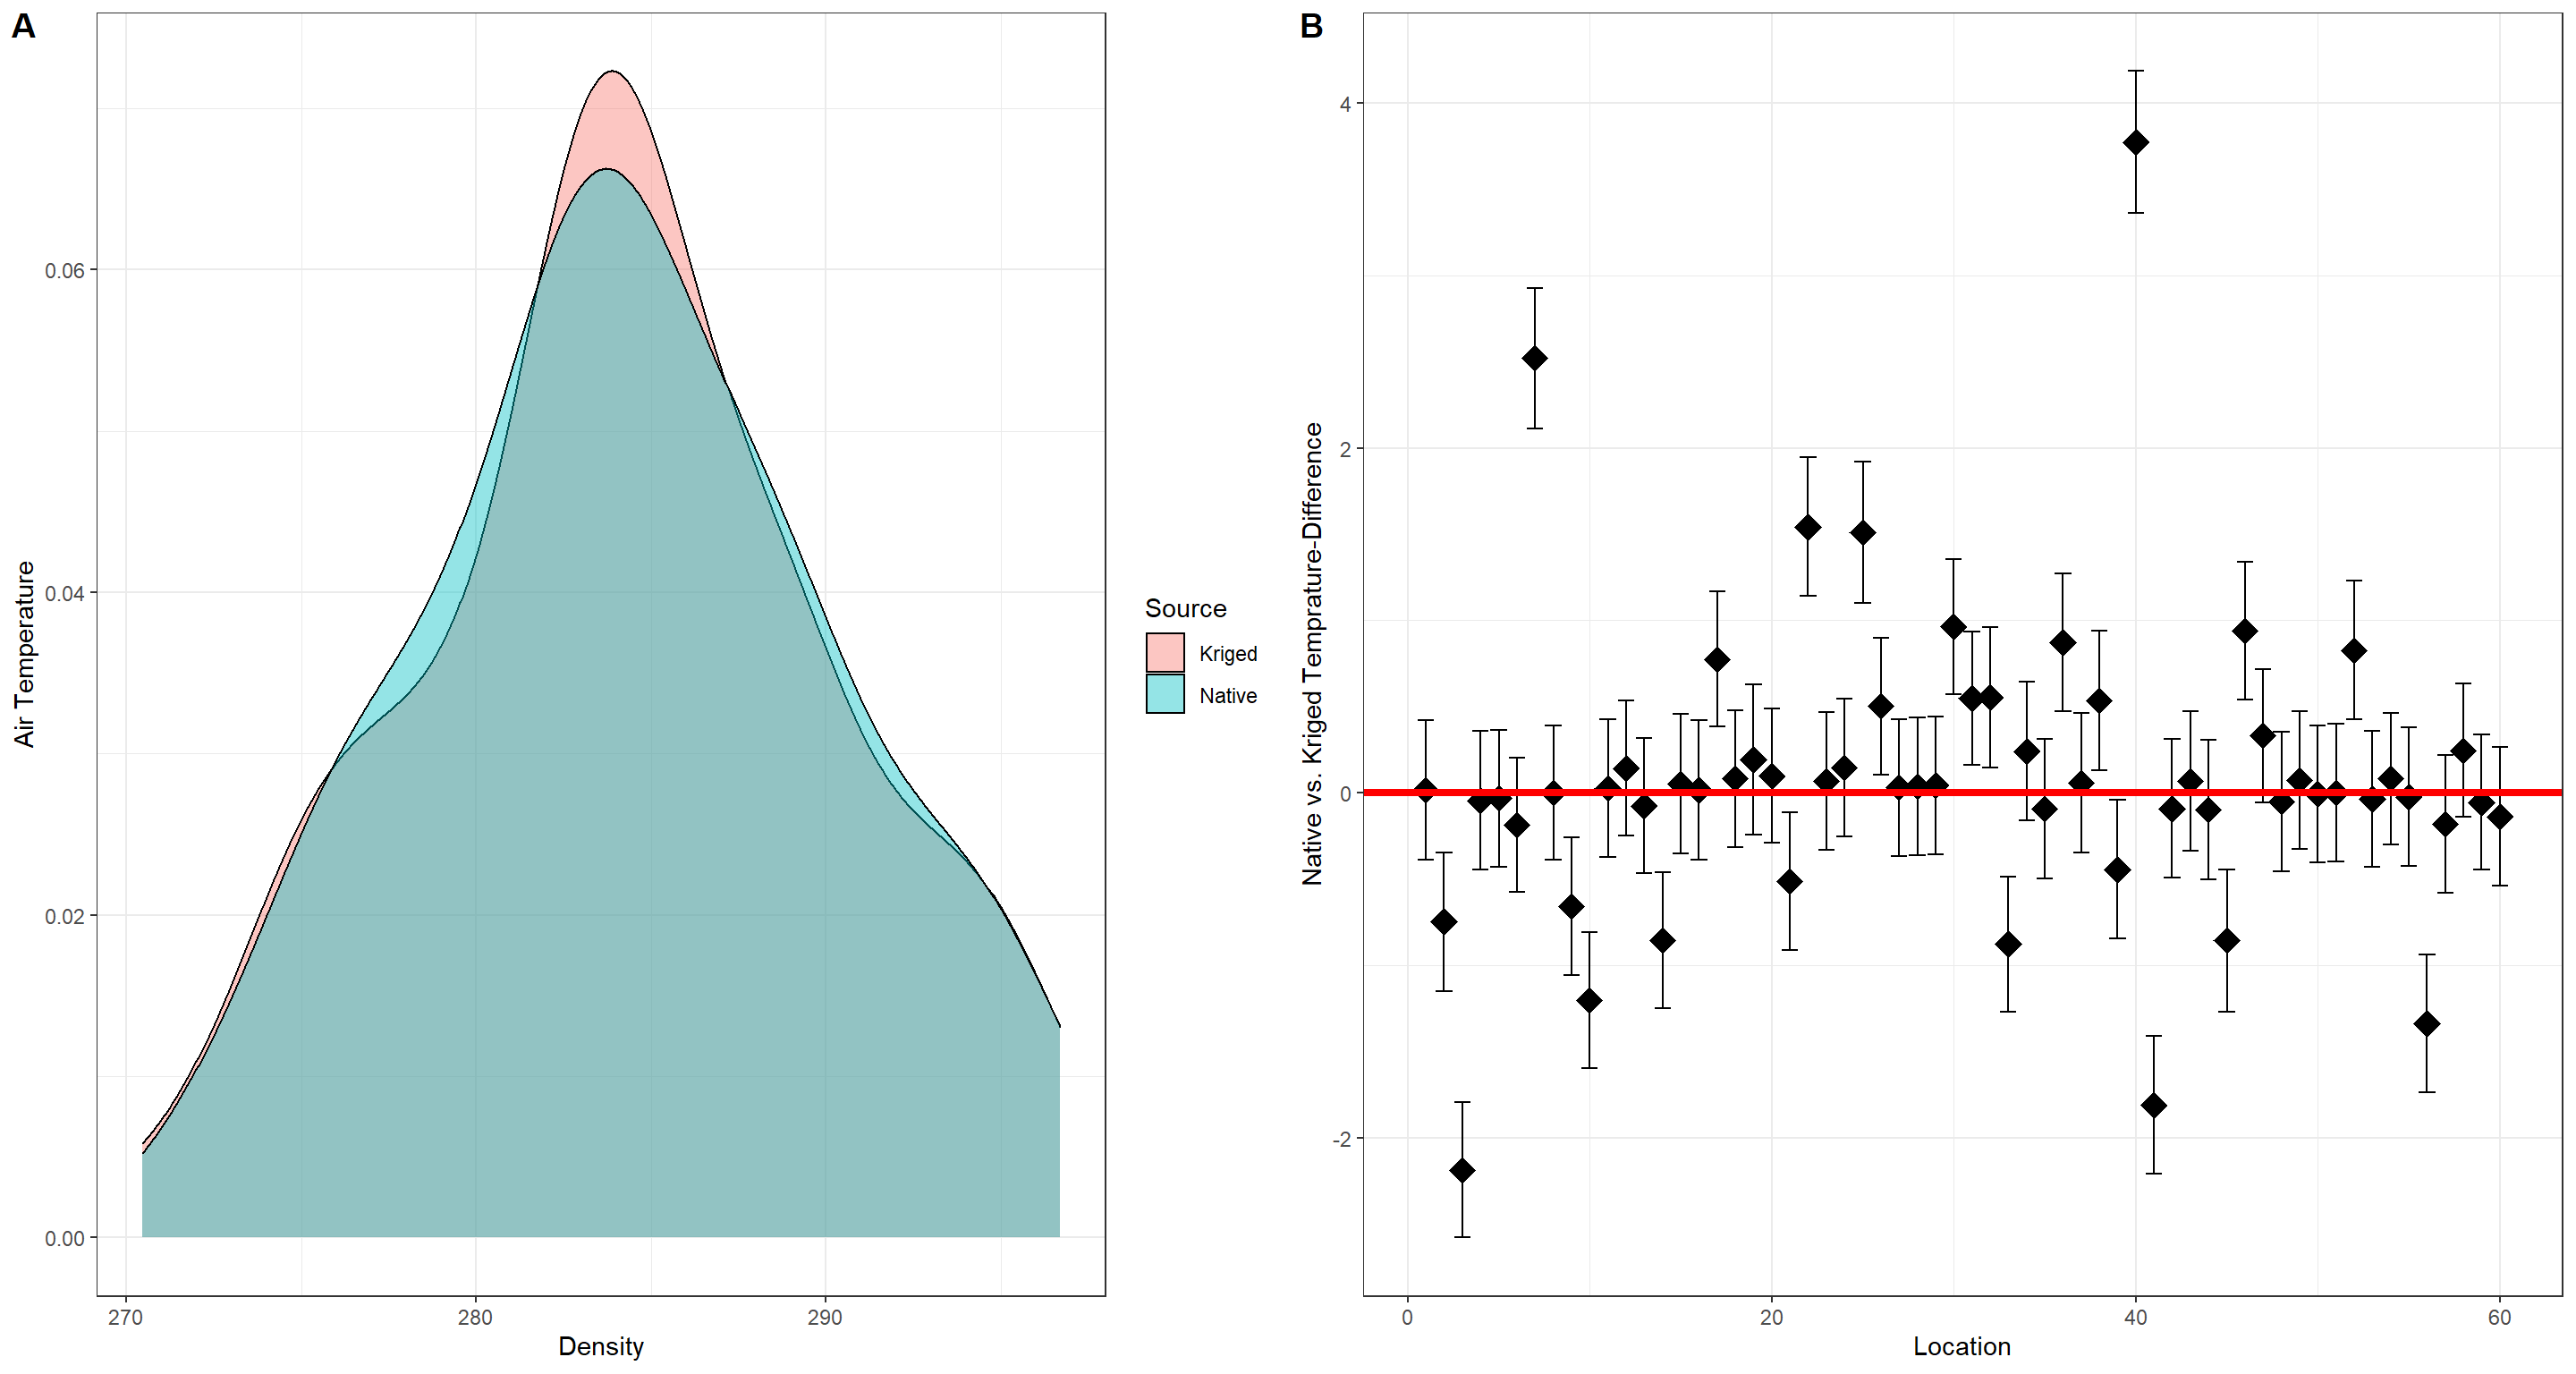 A
Air Temperature
0.06
0.04
0.02
0.00
270
280
290
Density
Source
Kriged
Native
B
Native vs. Kriged Temprature-Difference
4
2
0
-2
0
20
40
60
Location